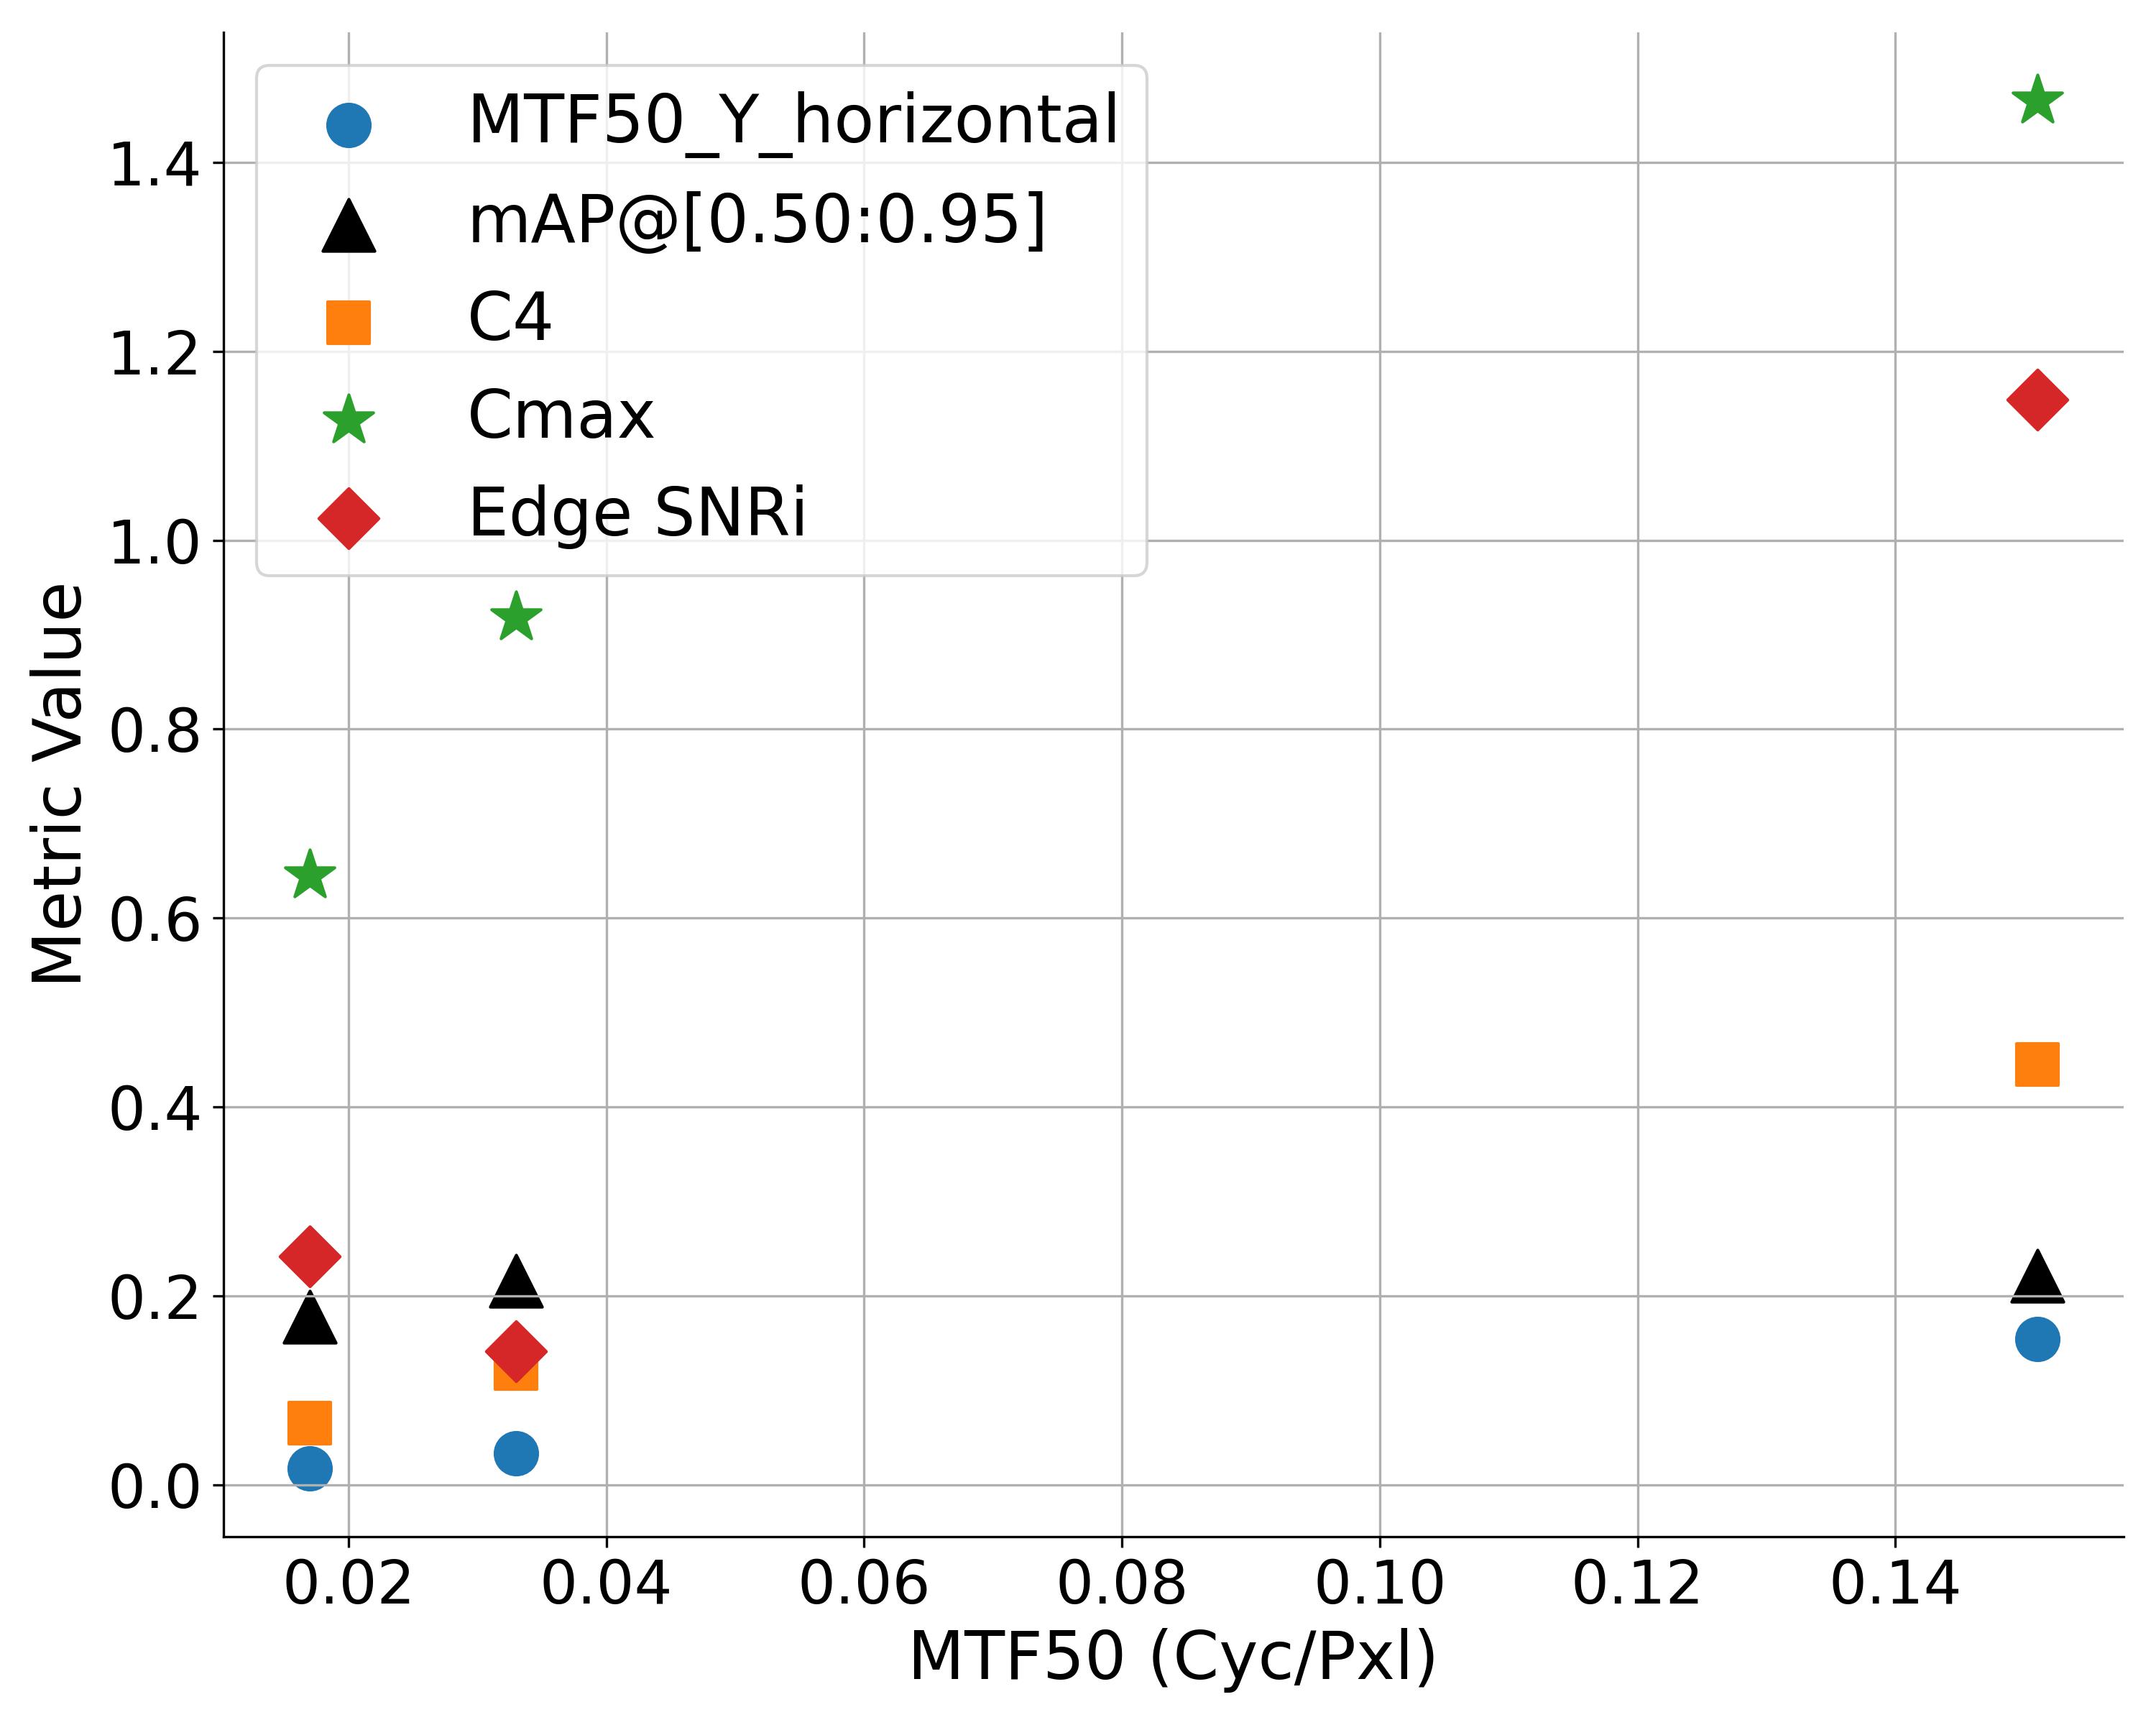 MTF50_Y_horizontal
mAP@[0.50:0.95]
C4
Cmax
Edge SNRi
1.4
1.2
1.0
0.8
0.6
0.4
0.2
0.0
Metric Value
0.02 0.04 0.06 0.08 0.10 0.12 0.14
MTF50 (Cyc/Pxl)